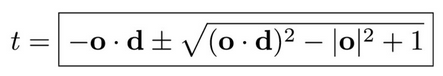 t = −𝐨 · 𝐝 ± √((𝐨 · 𝐝)² − |𝐨|² + 1)